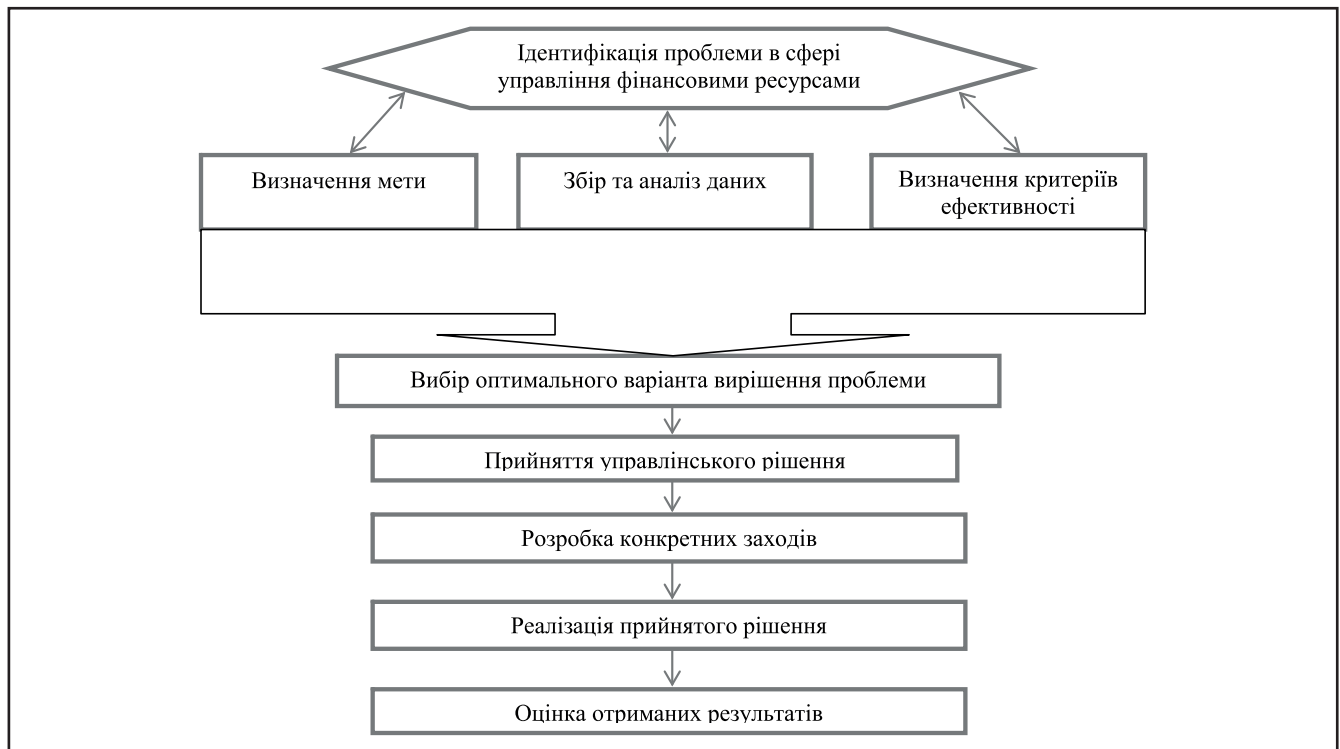 Ідентифікація проблеми в сфері
управління фінансовими ресурсами
Визначення мети
Збір та аналіз даних
Визначення критеріїв
ефективності
Вибір оптимального варіанта вирішення проблеми
Прийняття управлінського рішення
Розробка конкретних заходів
Реалізація прийнятого рішення
Оцінка отриманих результатів